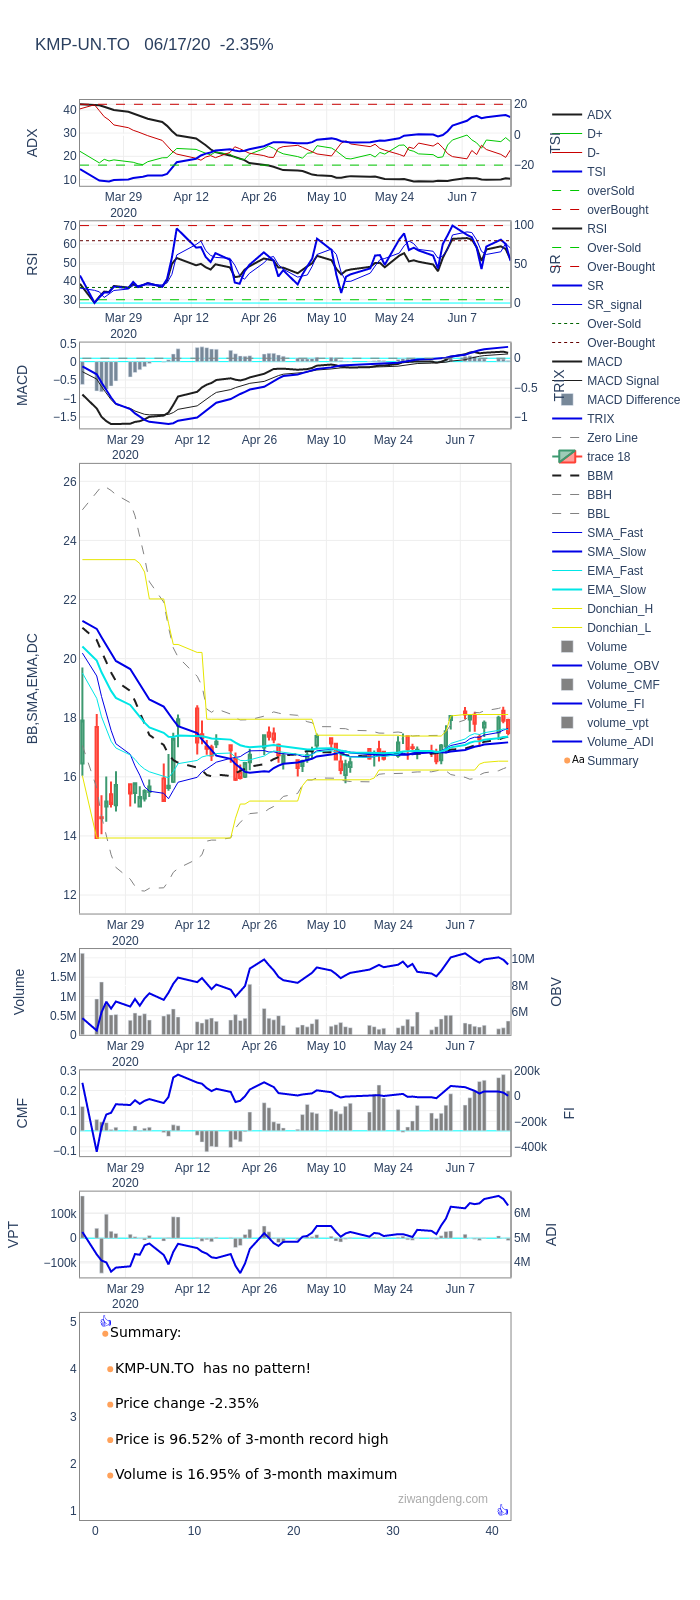 KMP-UN.TO   06/17/20  -2.35%
40
30
20
10
ADX
20
0
−20
TSI
Mar 29
2020
Apr 12
Apr 26
May 10
May 24
Jun 7
70
60
50
40
30
RSI
100
50
0
SR
Mar 29
2020
Apr 12
Apr 26
May 10
May 24
Jun 7
0.5
0
−0.5
−1
−1.5
MACD
0
−0.5
−1
TRIX
Mar 29
2020
Apr 12
Apr 26
May 10
May 24
Jun 7
26
24
22
20
18
16
14
12
BB,SMA,EMA,DC
Mar 29
2020
Apr 12
Apr 26
May 10
May 24
Jun 7
2M
1.5M
1M
0.5M
0
Volume
10M
8M
6M
OBV
Mar 29
2020
Apr 12
Apr 26
May 10
May 24
Jun 7
0.3
0.2
0.1
0
−0.1
CMF
200k
0
−200k
−400k
FI
Mar 29
2020
Apr 12
Apr 26
May 10
May 24
Jun 7
100k
0
−100k
VPT
6M
5M
4M
ADI
Mar 29
2020
Apr 12
Apr 26
May 10
May 24
Jun 7
5
4
3
2
1
Summary:
KMP-UN.TO  has no pattern!
Price change -2.35%
Price is 96.52% of 3-month record high
Volume is 16.95% of 3-month maximum
ziwangdeng.com
0
10
20
30
40
ADX
D+
D-
TSI
overSold
overBought
RSI
Over-Sold
Over-Bought
SR
SR_signal
Over-Sold
Over-Bought
MACD
MACD Signal
MACD Difference
TRIX
Zero Line
trace 18
BBM
BBH
BBL
SMA_Fast
SMA_Slow
EMA_Fast
EMA_Slow
Donchian_H
Donchian_L
Volume
Volume_OBV
Volume_CMF
Volume_FI
volume_vpt
Volume_ADI
Aa Summary